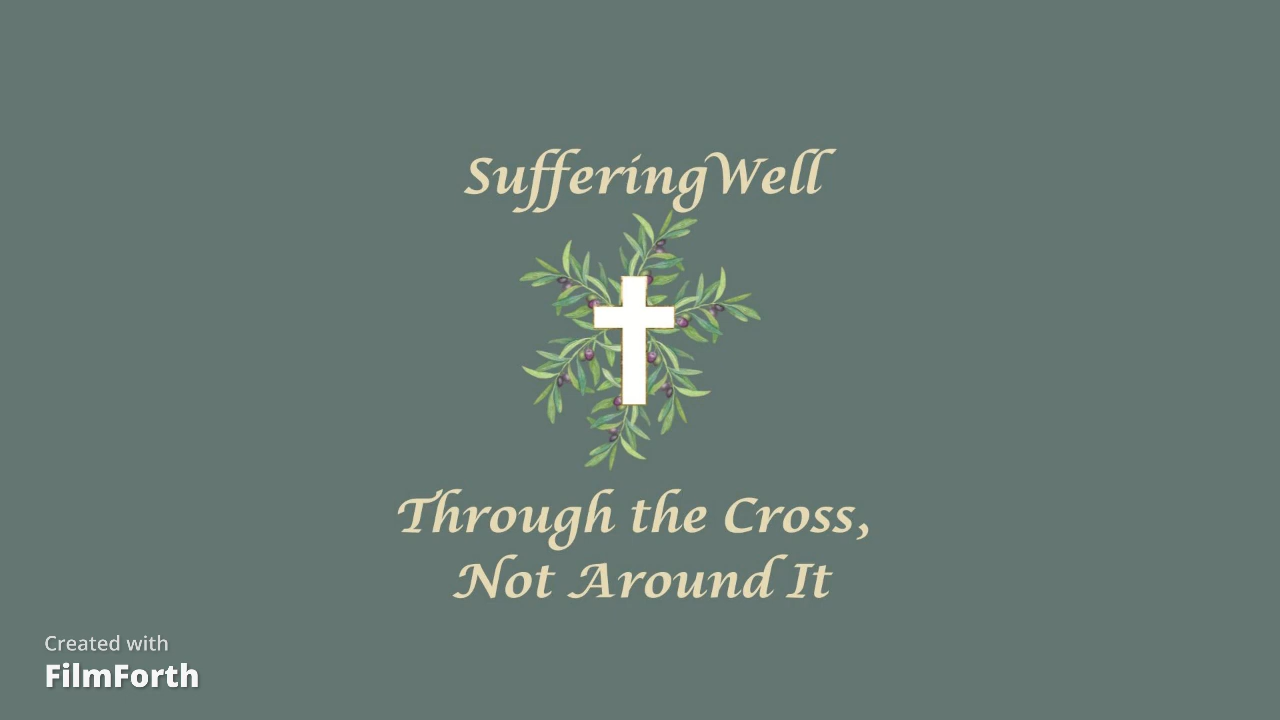 SufferingWell
Through the Cross,
Not Around It
Created with
FilmForth